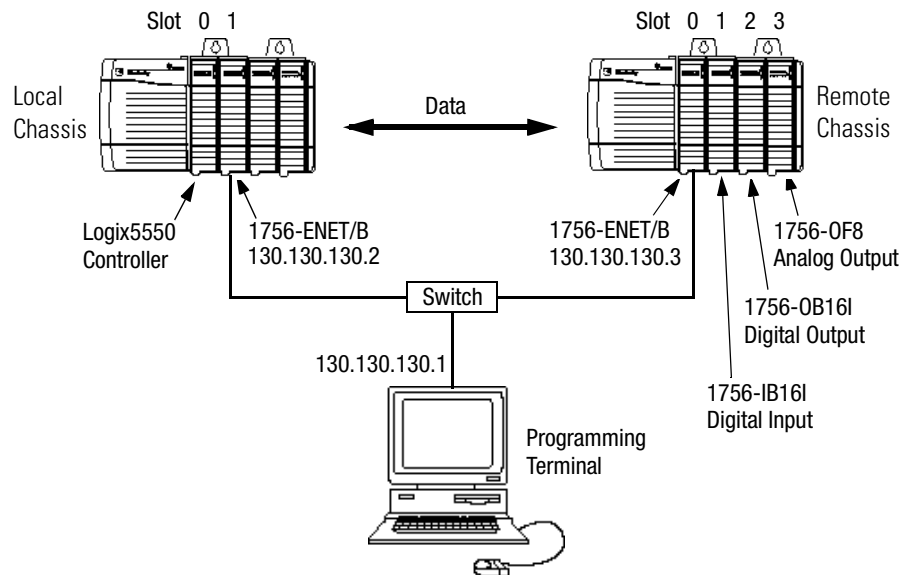 Slot 0 1
Slot 0 1 2 3
Local
Chassis
Data
Remote
Chassis
Logix5550
Controller
1756-ENET/B
130.130.130.2
1756-ENET/B
130.130.130.3
1756-OF8
Analog Output
Switch
1756-OB16I
Digital Output
130.130.130.1
1756-IB16I
Digital Input
Programming
Terminal